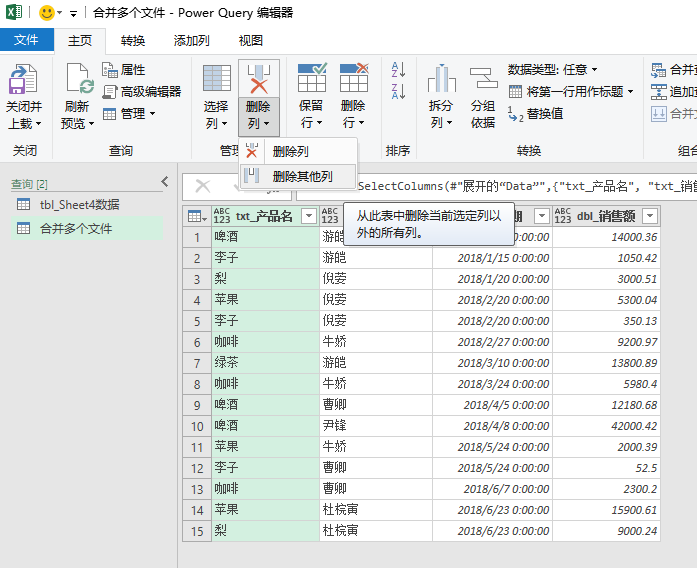 合并多个文件 - Power Query 编辑器
文件 主页 转换 添加列 视图
关闭并上载
刷新预览
属性
高级编辑器
管理
选择列
删除列
保留行
删除行
拆分列
分组依据
数据类型: 任意
将第一行用作标题
替换值
合并查
追加查
合并文
关闭 查询 管理 排序 转换 组合
删除列
删除其他列
从此表中删除当前选定列以
外的所有列。
查询 [2]
tbl_Sheet4数据
合并多个文件
SelectColumns(#"展开的“Data”",{"txt_产品名", "txt_销售
ABC123 txt_产品名 ABC123 期 ABC123 dbl_销售额
1 啤酒 游皓 0:00:00 14000.36
2 李子 游皓 2018/1/15 0:00:00 1050.42
3 梨 倪荌 2018/1/20 0:00:00 3000.51
4 苹果 倪荌 2018/2/20 0:00:00 5300.04
5 李子 倪荌 2018/2/20 0:00:00 350.13
6 咖啡 牛娇 2018/2/27 0:00:00 9200.97
7 绿茶 游皓 2018/3/10 0:00:00 13800.89
8 咖啡 牛娇 2018/3/24 0:00:00 5980.4
9 啤酒 曹卿 2018/4/5 0:00:00 12180.68
10 啤酒 尹锋 2018/4/8 0:00:00 42000.42
11 苹果 牛娇 2018/5/24 0:00:00 2000.39
12 李子 曹卿 2018/5/24 0:00:00 52.5
13 咖啡 曹卿 2018/6/7 0:00:00 2300.2
14 苹果 杜棕寅 2018/6/23 0:00:00 15900.61
15 梨 杜棕寅 2018/6/23 0:00:00 9000.24